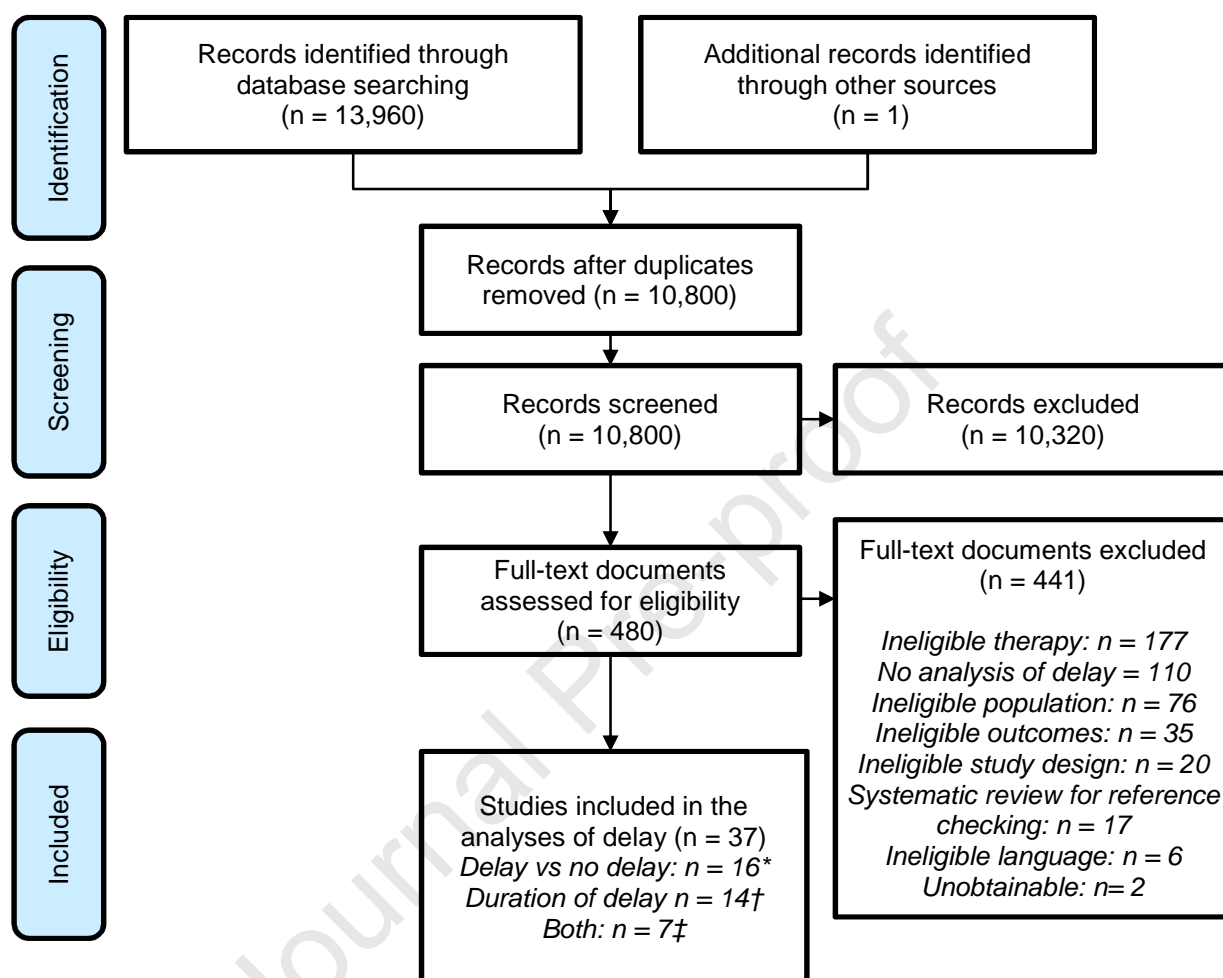 Identification
Records identified through
database searching
(n = 13,960)
Additional records identified
through other sources
(n = 1)
Records after duplicates
removed (n = 10,800)
Screening
Records screened
(n = 10,800)
Records excluded
(n = 10,320)
Eligibility
Full-text documents
assessed for eligibility
(n = 480)
Full-text documents excluded
(n = 441)
Ineligible therapy: n = 177
No analysis of delay = 110
Ineligible population: n = 76
Ineligible outcomes: n = 35
Ineligible study design: n = 20
Systematic review for reference
checking: n = 17
Ineligible language: n = 6
Unobtainable: n= 2
Included
Studies included in the
analyses of delay (n = 37)
Delay vs no delay: n = 16*
Duration of delay n = 14†
Both: n = 7‡
Journal Pre-proof